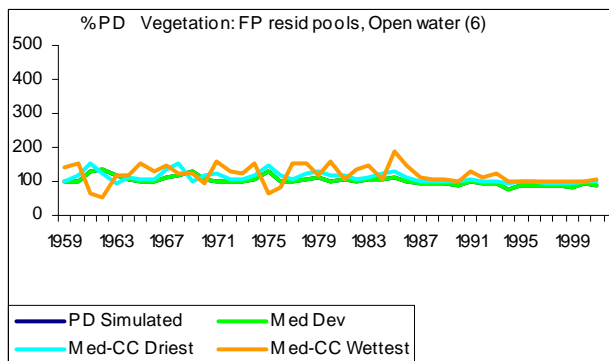 %PD Vegetation: FP resid pools, Open water (6)
500
400
300
200
100
0
1959 1963 1967 1971 1975 1979 1983 1987 1991 1995 1999
PD Simulated Med Dev
Med-CC Driest Med-CC Wettest